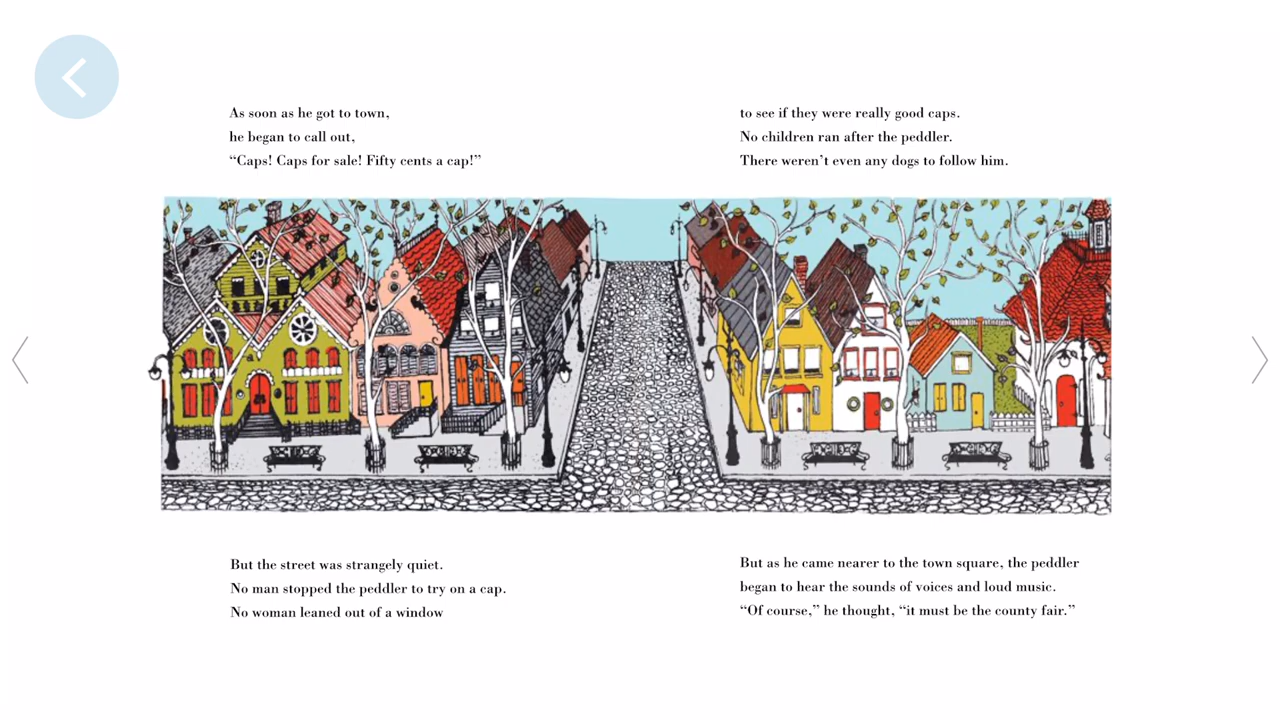 As soon as he got to town,
he began to call out,
“Caps! Caps for sale! Fifty cents a cap!”
But the street was strangely quiet.
No man stopped the peddler to try on a cap.
No woman leaned out of a window
to see if they were really good caps.
No children ran after the peddler.
There weren’t even any dogs to follow him.
But as he came nearer to the town square, the peddler
began to hear the sounds of voices and loud music.
“Of course,” he thought, “it must be the county fair.”